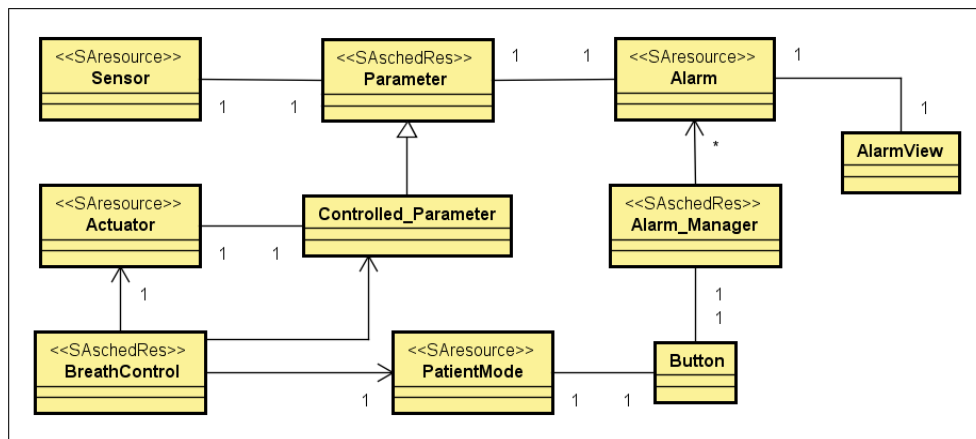 <<SAresource>>
Sensor
<<SAschedRes>>
Parameter
1
1
<<SAresource>>
Alarm
1
1
1
1
AlarmView
*
<<SAresource>>
Actuator
Controlled_Parameter
<<SAschedRes>>
Alarm_Manager
1
1
1
1
1
<<SAschedRes>>
BreathControl
<<SAresource>>
PatientMode
Button
1
1
1